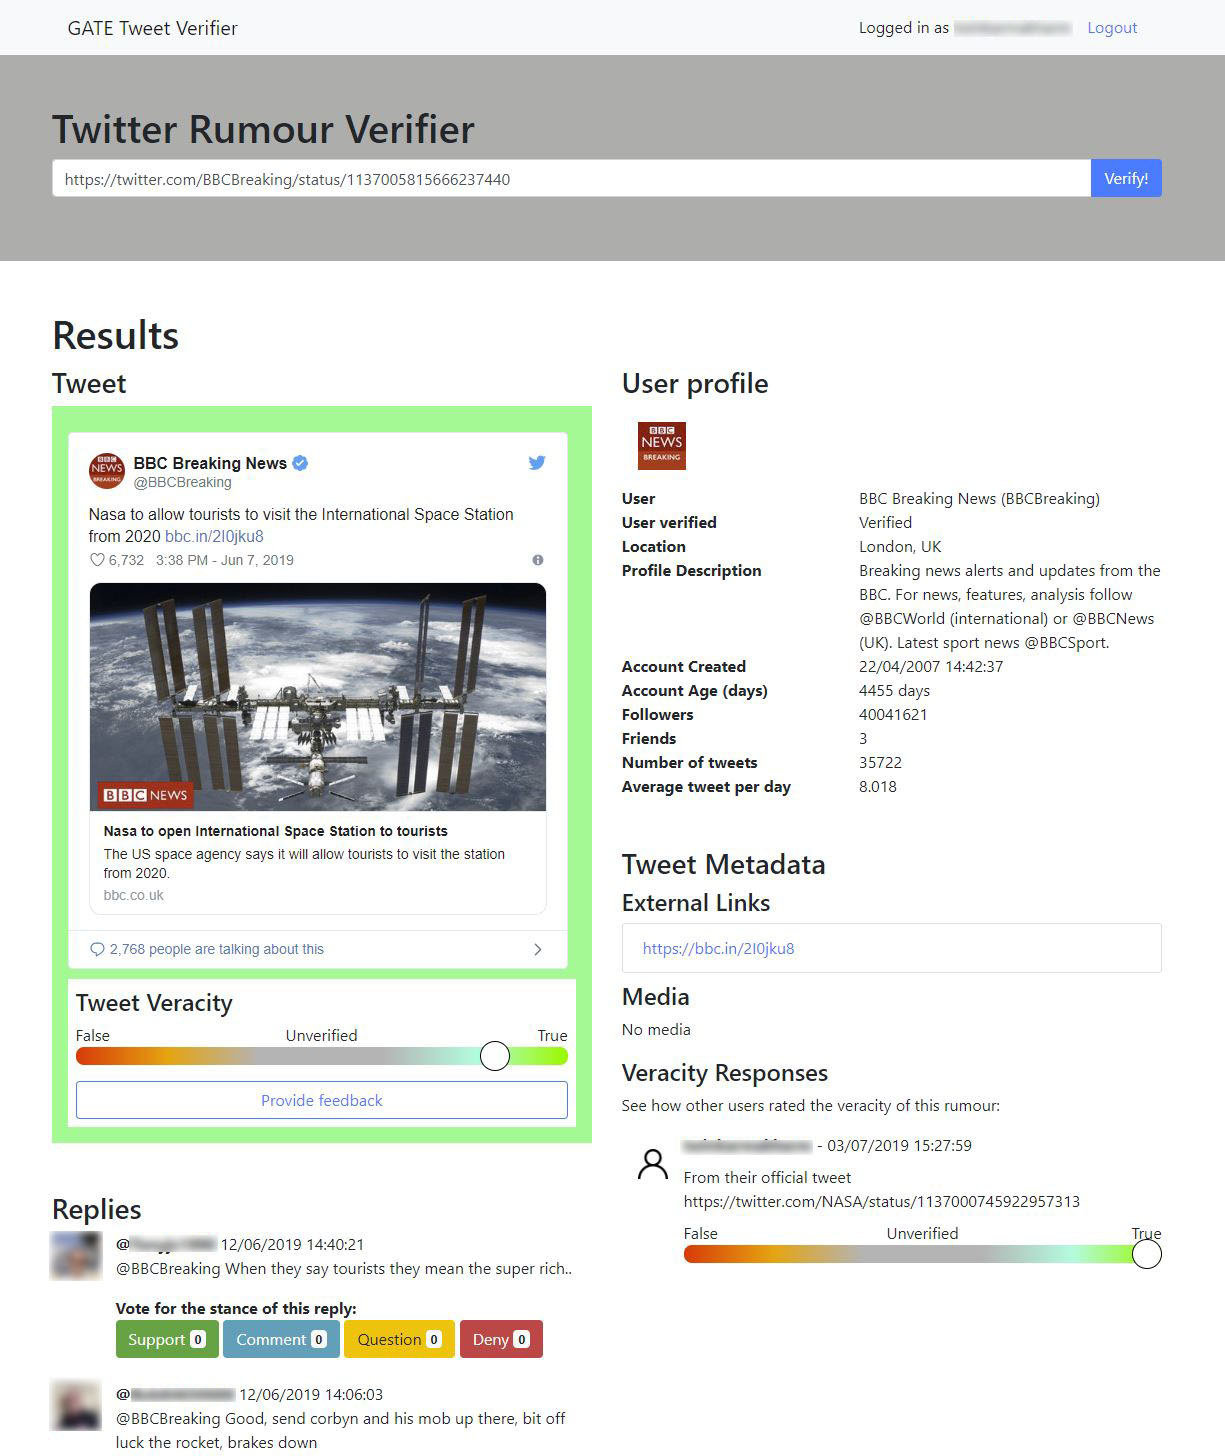 GATE Tweet Verifier
Logged in as
Logout
Twitter Rumour Verifier
https://twitter.com/BBCBreaking/status/1137005815666237440
Verify!
Results
Tweet
BBC NEWS BREAKING
BBC Breaking News
@BBCBreaking
Nasa to allow tourists to visit the International Space Station
from 2020 bbc.in/2I0jku8
6,732 3:38 PM - Jun 7, 2019
BBC NEWS
Nasa to open International Space Station to tourists
The US space agency says it will allow tourists to visit the station
from 2020.
bbc.co.uk
2,768 people are talking about this
Tweet Veracity
False Unverified True
Provide feedback
Replies
@ 12/06/2019 14:40:21
@BBCBreaking When they say tourists they mean the super rich..
Vote for the stance of this reply:
Support 0 Comment 0 Question 0 Deny 0
@ 12/06/2019 14:06:03
@BBCBreaking Good, send corbyn and his mob up there, bit off
luck the rocket, brakes down
User profile
BBC
NEWS
BREAKING
User BBC Breaking News (BBCBreaking)
User verified Verified
Location London, UK
Profile Description Breaking news alerts and updates from the
BBC. For news, features, analysis follow
@BBCWorld (international) or @BBCNews
(UK). Latest sport news @BBCSport.
Account Created 22/04/2007 14:42:37
Account Age (days) 4455 days
Followers 40041621
Friends 3
Number of tweets 35722
Average tweet per day 8.018
Tweet Metadata
External Links
https://bbc.in/2I0jku8
Media
No media
Veracity Responses
See how other users rated the veracity of this rumour:
- 03/07/2019 15:27:59
From their official tweet
https://twitter.com/NASA/status/1137000745922957313
False Unverified True